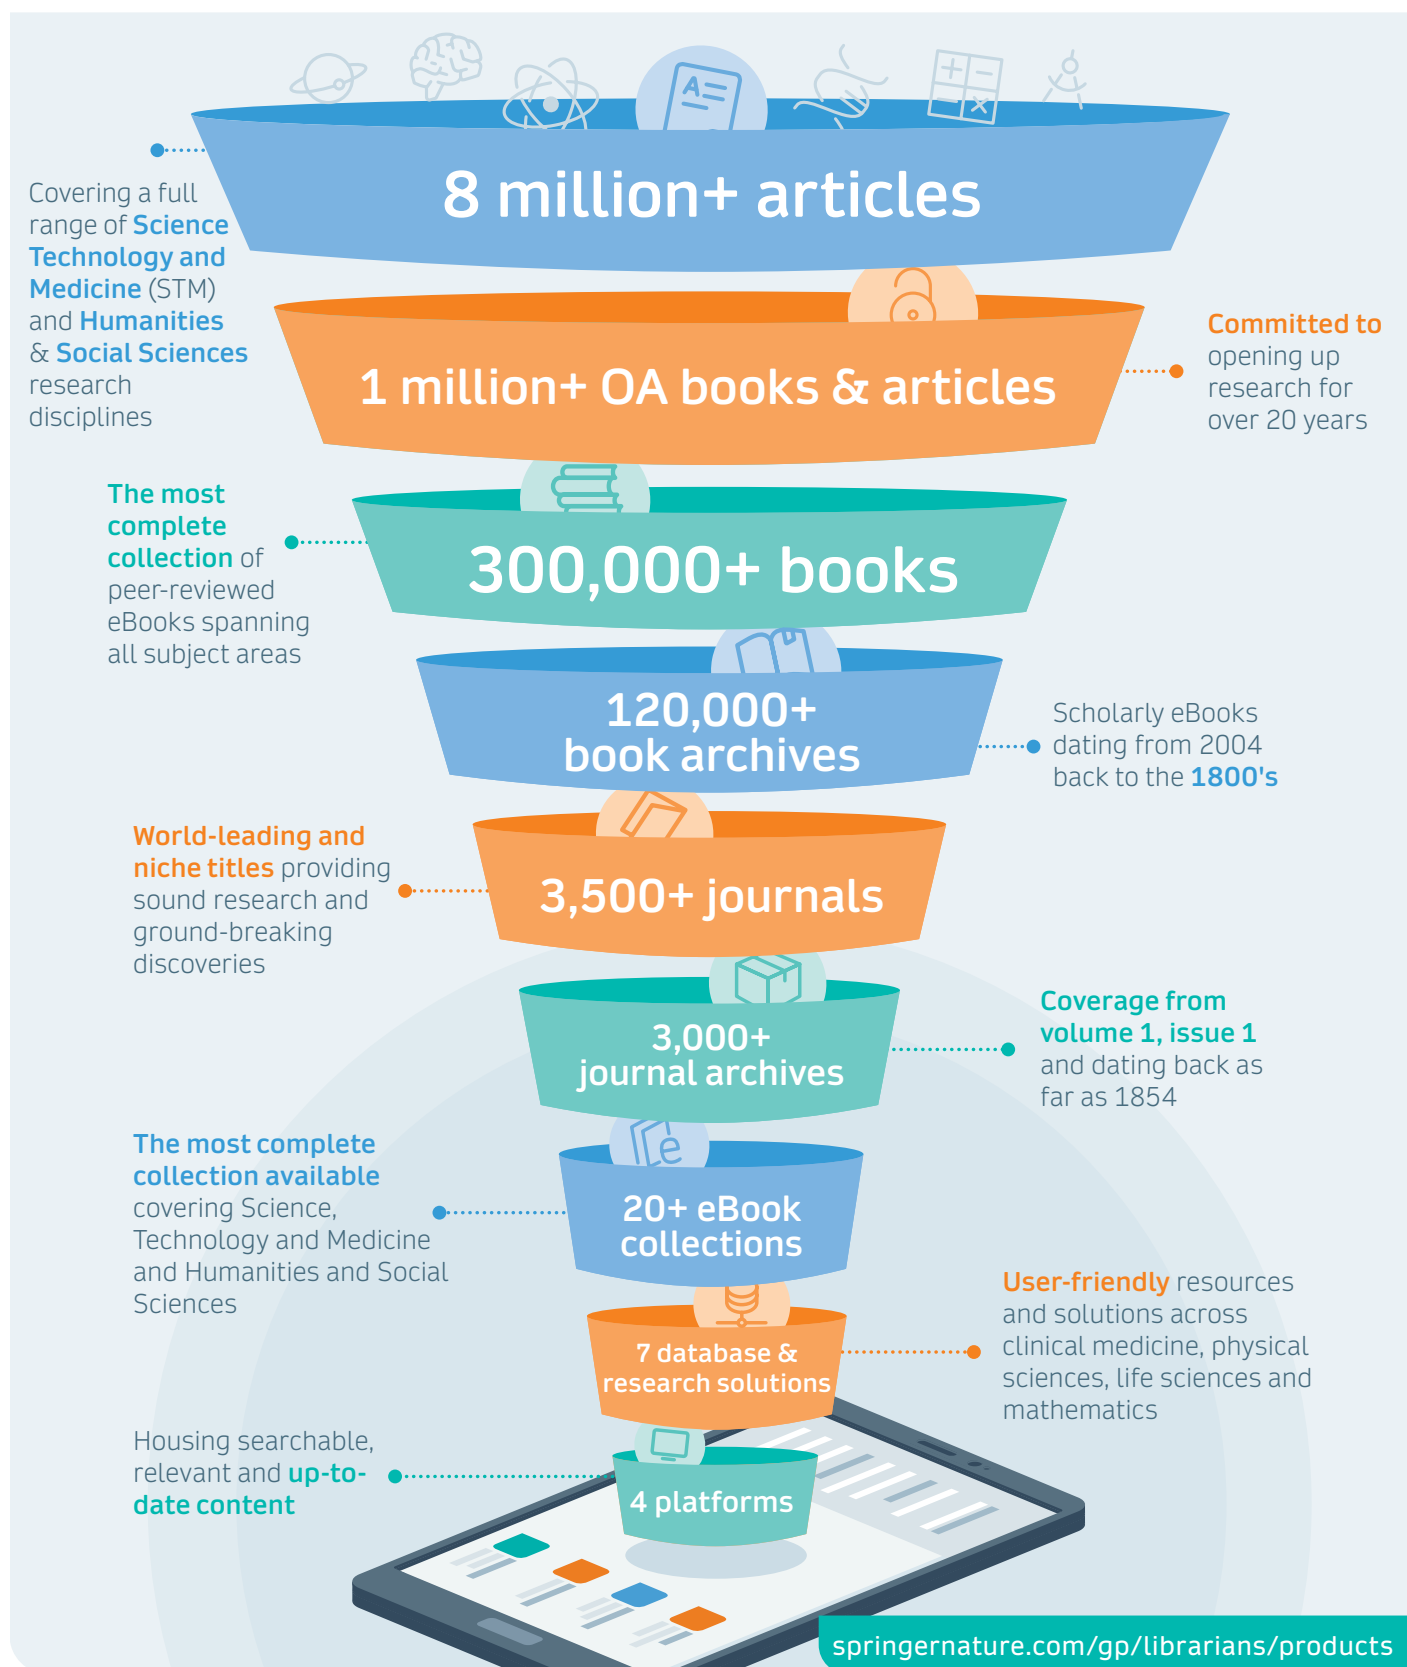 A
8 million+ articles
Covering a full
range of Science
Technology and
Medicine (STM)
and Humanities
& Social Sciences
research
disciplines
1 million+ OA books & articles
Committed to
opening up
research for
over 20 years
The most
complete
collection of
peer-reviewed
eBooks spanning
all subject areas
300,000+ books
120,000+
book archives
Scholarly eBooks
dating from 2004
back to the 1800's
World-leading and
niche titles providing
sound research and
ground-breaking
discoveries
3,500+ journals
3,000+
journal archives
Coverage from
volume 1, issue 1
and dating back as
far as 1854
The most complete
collection available
covering Science,
Technology and Medicine
and Humanities and Social
Sciences
e
20+ eBook
collections
7 database &
research solutions
User-friendly resources
and solutions across
clinical medicine, physical
sciences, life sciences and
mathematics
Housing searchable,
relevant and up-to-
date content
4 platforms
springernature.com/gp/librarians/products